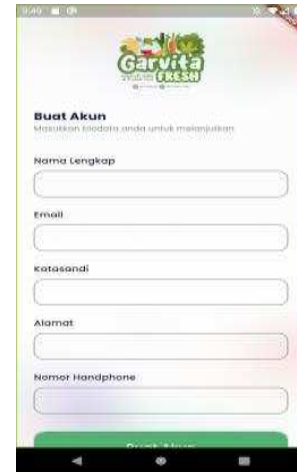 9:49
Garvita
FRESH
Buat Akun
Masukkan biodata anda untuk melanjutkan
Nama Lengkap
Email
Katasandi
Alamat
Nomor Handphone
Buat Akun